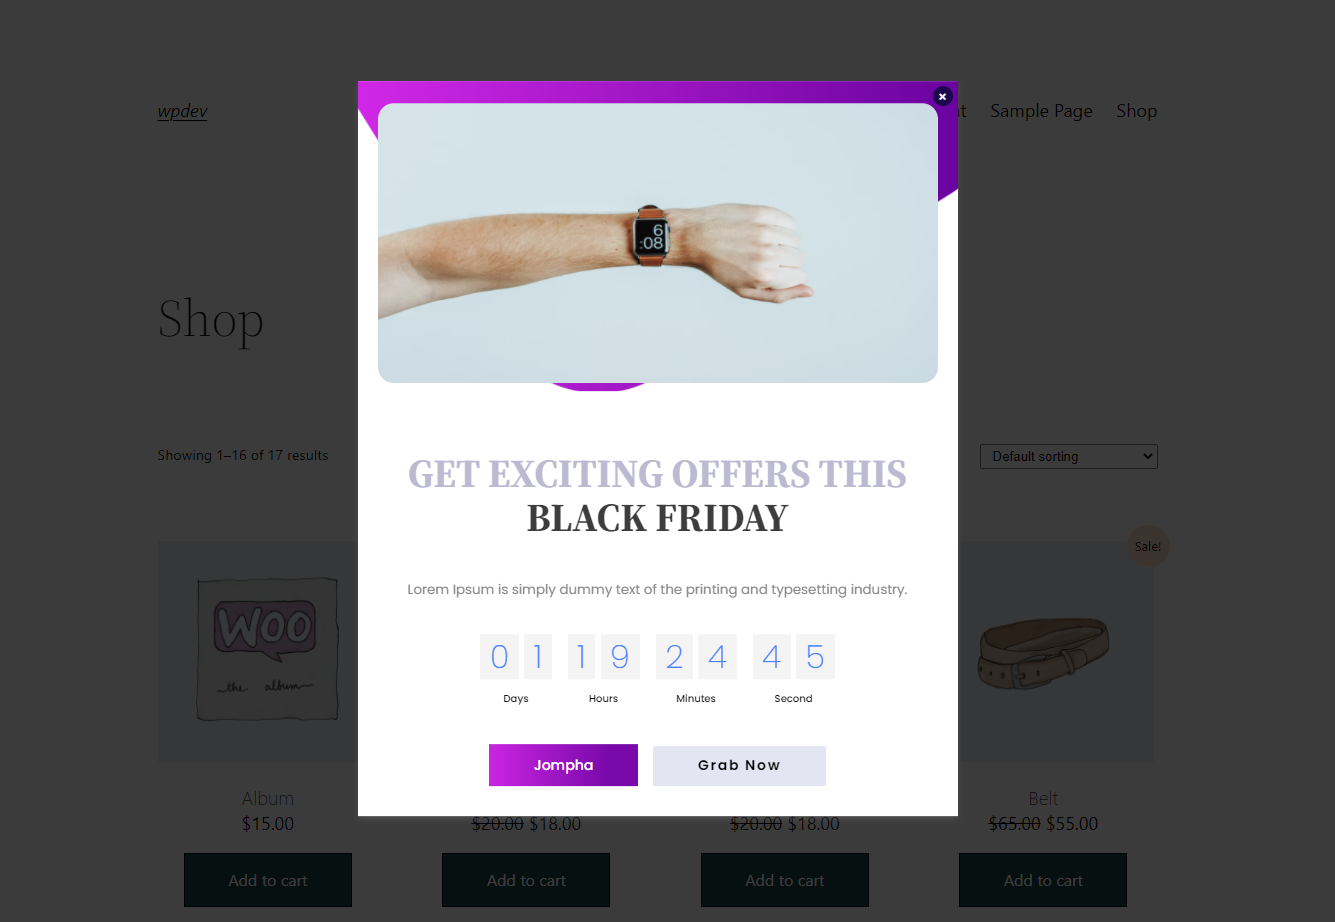 wpdev
nt Sample Page Shop
6
:08
Shop
Showing 1–16 of 17 results
Default sorting
GET EXCITING OFFERS THIS
BLACK FRIDAY
Sale!
WOO
the album
Lorem Ipsum is simply dummy text of the printing and typesetting industry.
0 1 1 9 2 4 4 5
Days Hours Minutes Second
Jompha Grab Now
Album Belt
$15.00 $20.00 $18.00 $20.00 $18.00 $65.00 $55.00
Add to cart Add to cart Add to cart Add to cart